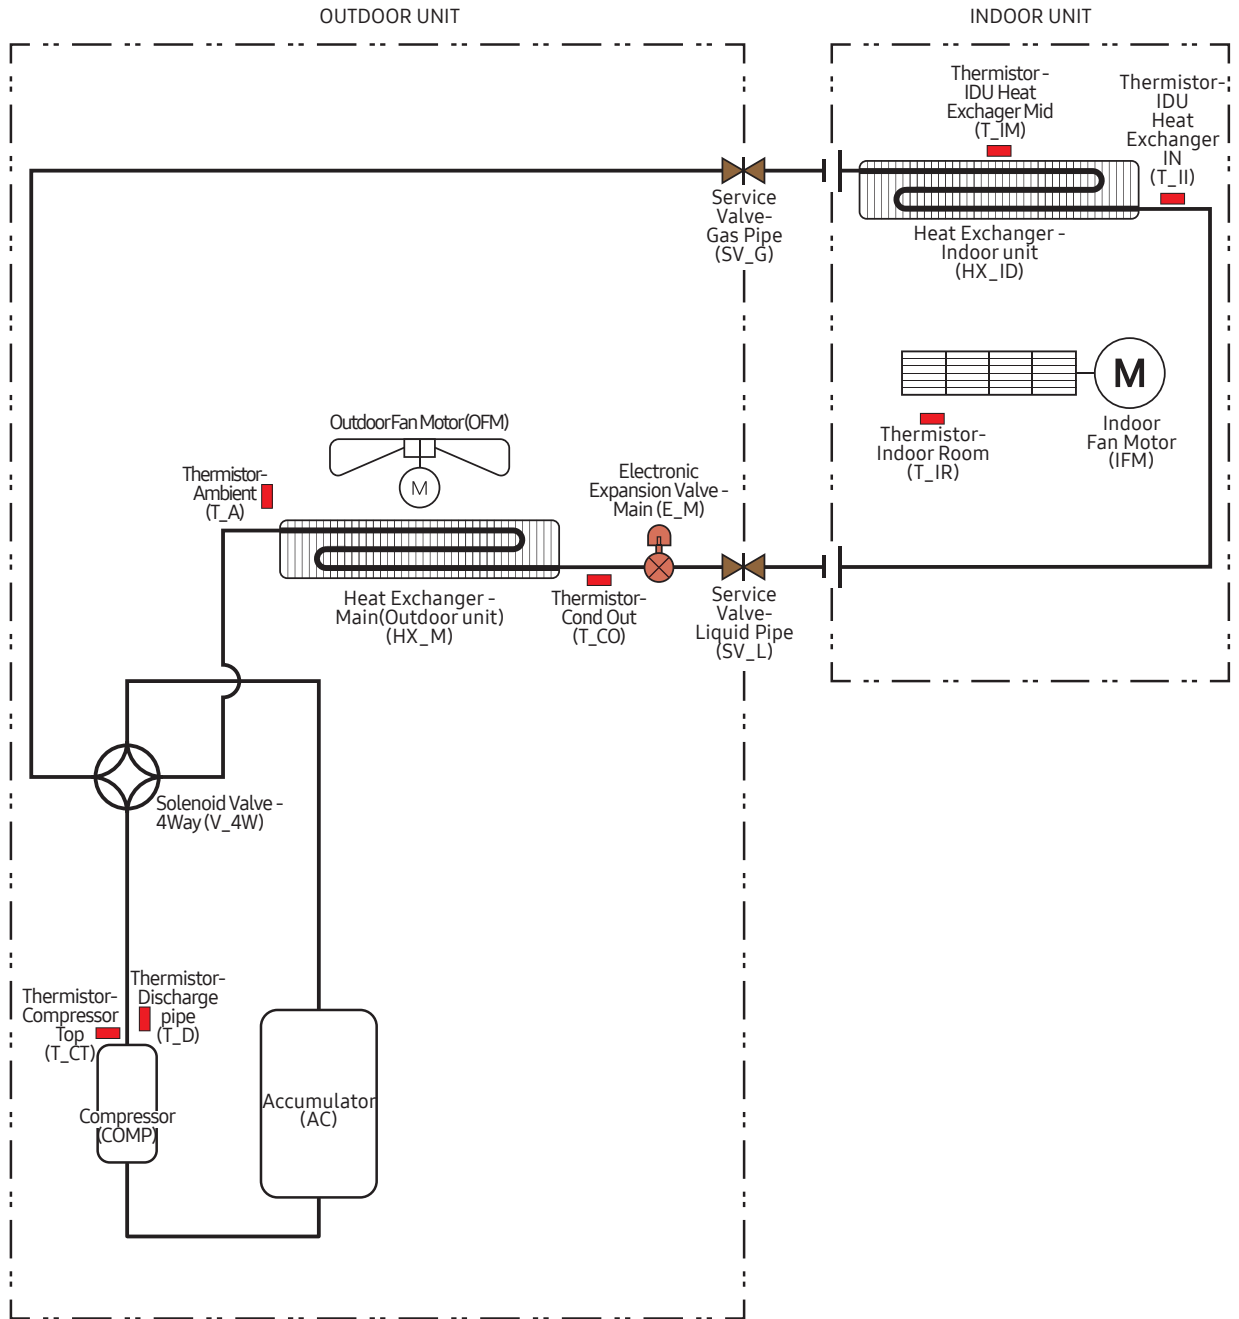 OUTDOOR UNIT
INDOOR UNIT
Thermistor-
IDU Heat
Exchager Mid
(T_IM)
Thermistor-
IDU
Heat
Exchanger
IN
(T_II)
Service
Valve-
Gas Pipe
(SV_G)
Heat Exchanger -
Indoor unit
(HX_ID)
M
Indoor
Fan Motor
(IFM)
Thermistor-
Indoor Room
(T_IR)
Outdoor Fan Motor(OFM)
M
Thermistor-
Ambient
(T_A)
Electronic
Expansion Valve -
Main (E_M)
Heat Exchanger -
Main(Outdoor unit)
(HX_M)
Thermistor-
Cond Out
(T_CO)
Service
Valve-
Liquid Pipe
(SV_L)
Solenoid Valve -
4Way (V_4W)
Thermistor-
Compressor
Top
(T_CT)
Thermistor-
Discharge
pipe
(T_D)
Compressor
(COMP)
Accumulator
(AC)